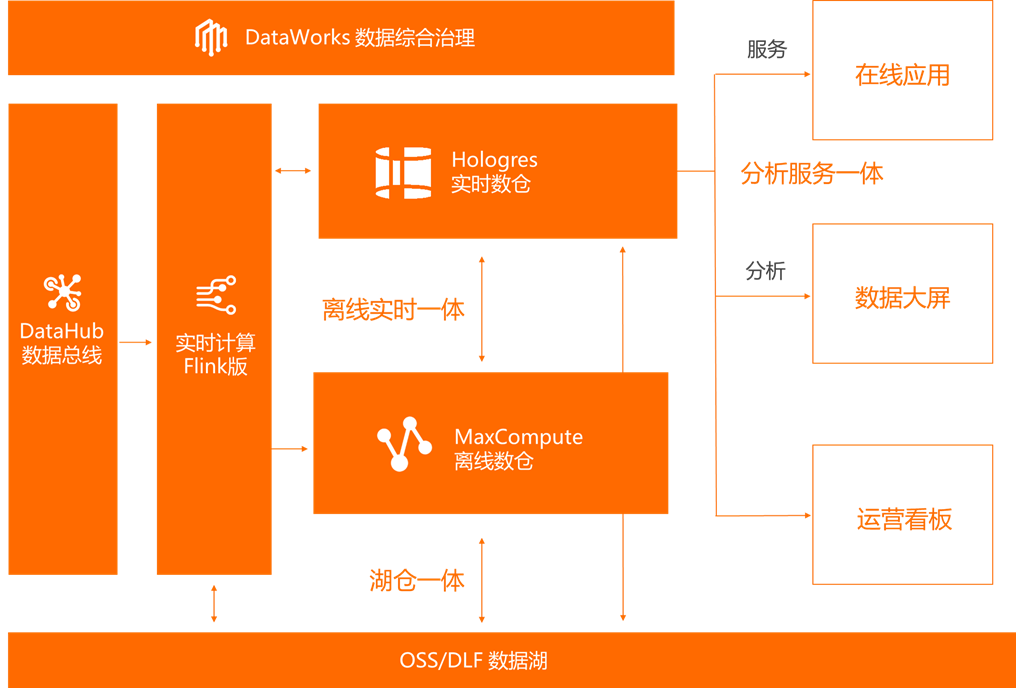 DataWorks 数据综合治理
服务
在线应用
Hologres
实时数仓
分析服务一体
分析
数据大屏
离线实时一体
DataHub
数据总线
实时计算
Flink版
MaxCompute
离线数仓
运营看板
湖仓一体
OSS/DLF 数据湖